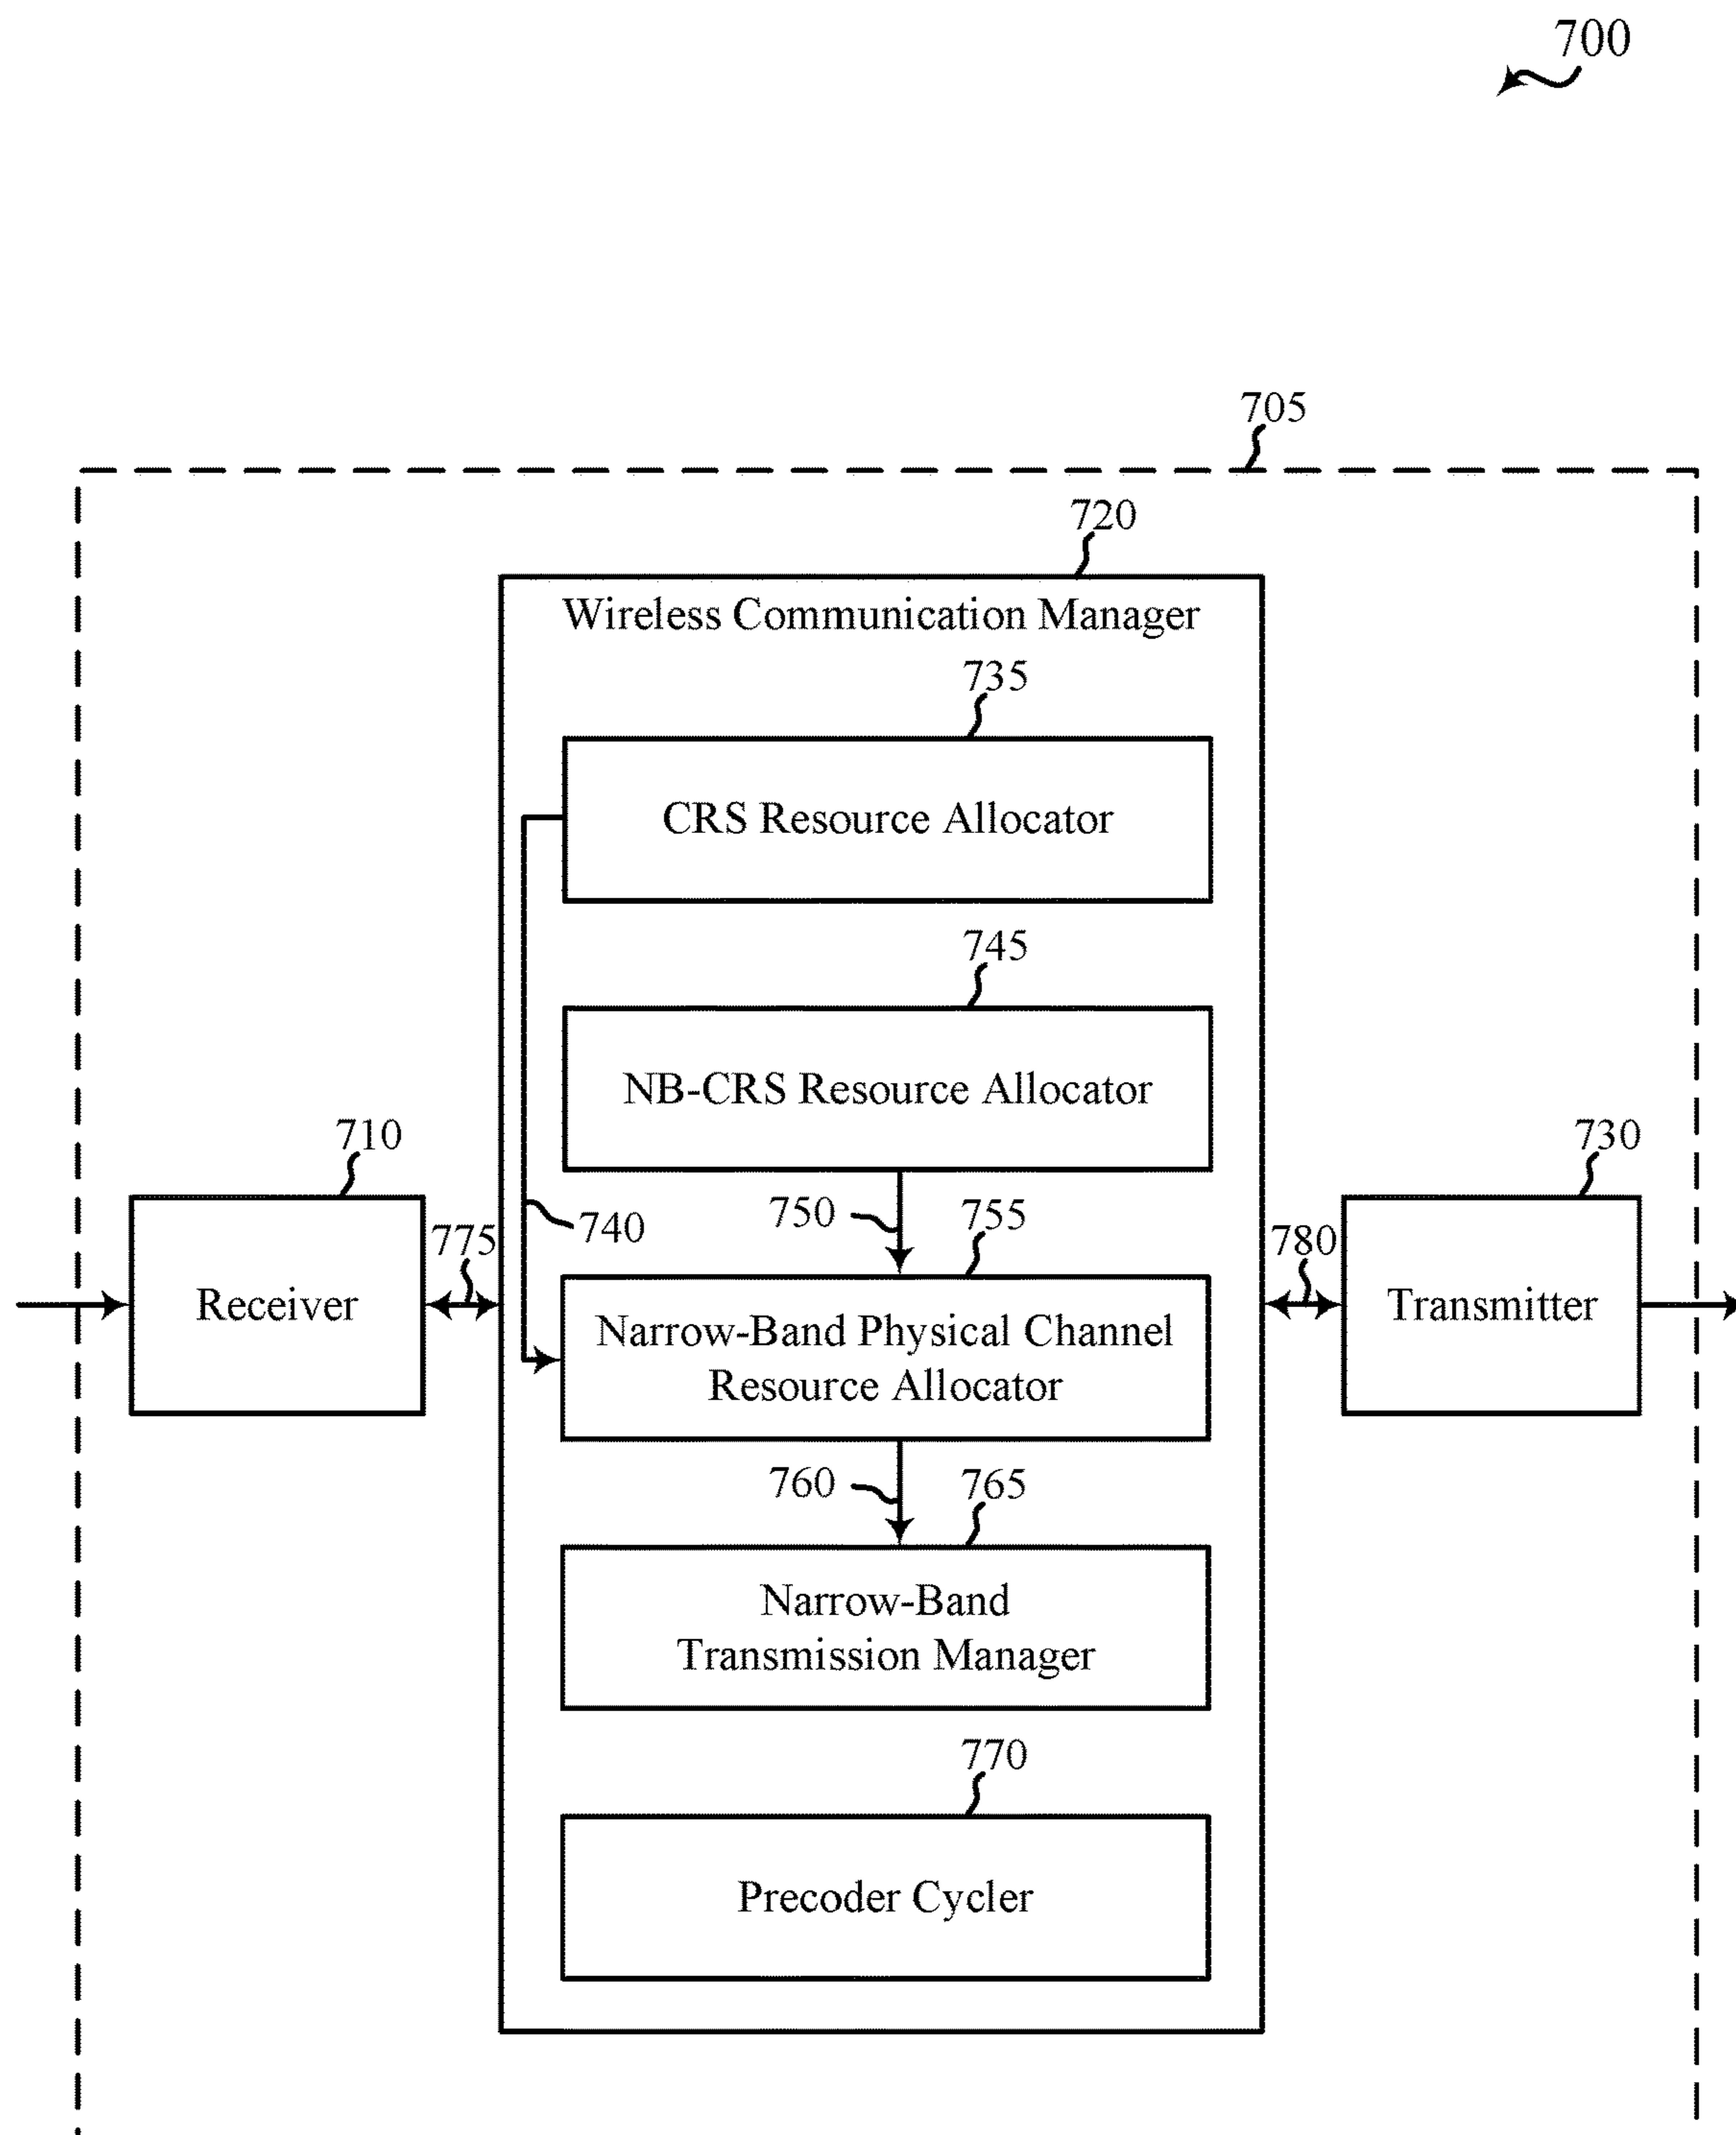 700
705
720
Wireless Communication Manager
735
CRS Resource Allocator
745
NB-CRS Resource Allocator
710
730
750
755
740
775
780
Receiver
Transmitter
Narrow-Band Physical Channel
Resource Allocator
760
765
Narrow-Band
Transmission Manager
770
Precoder Cycler